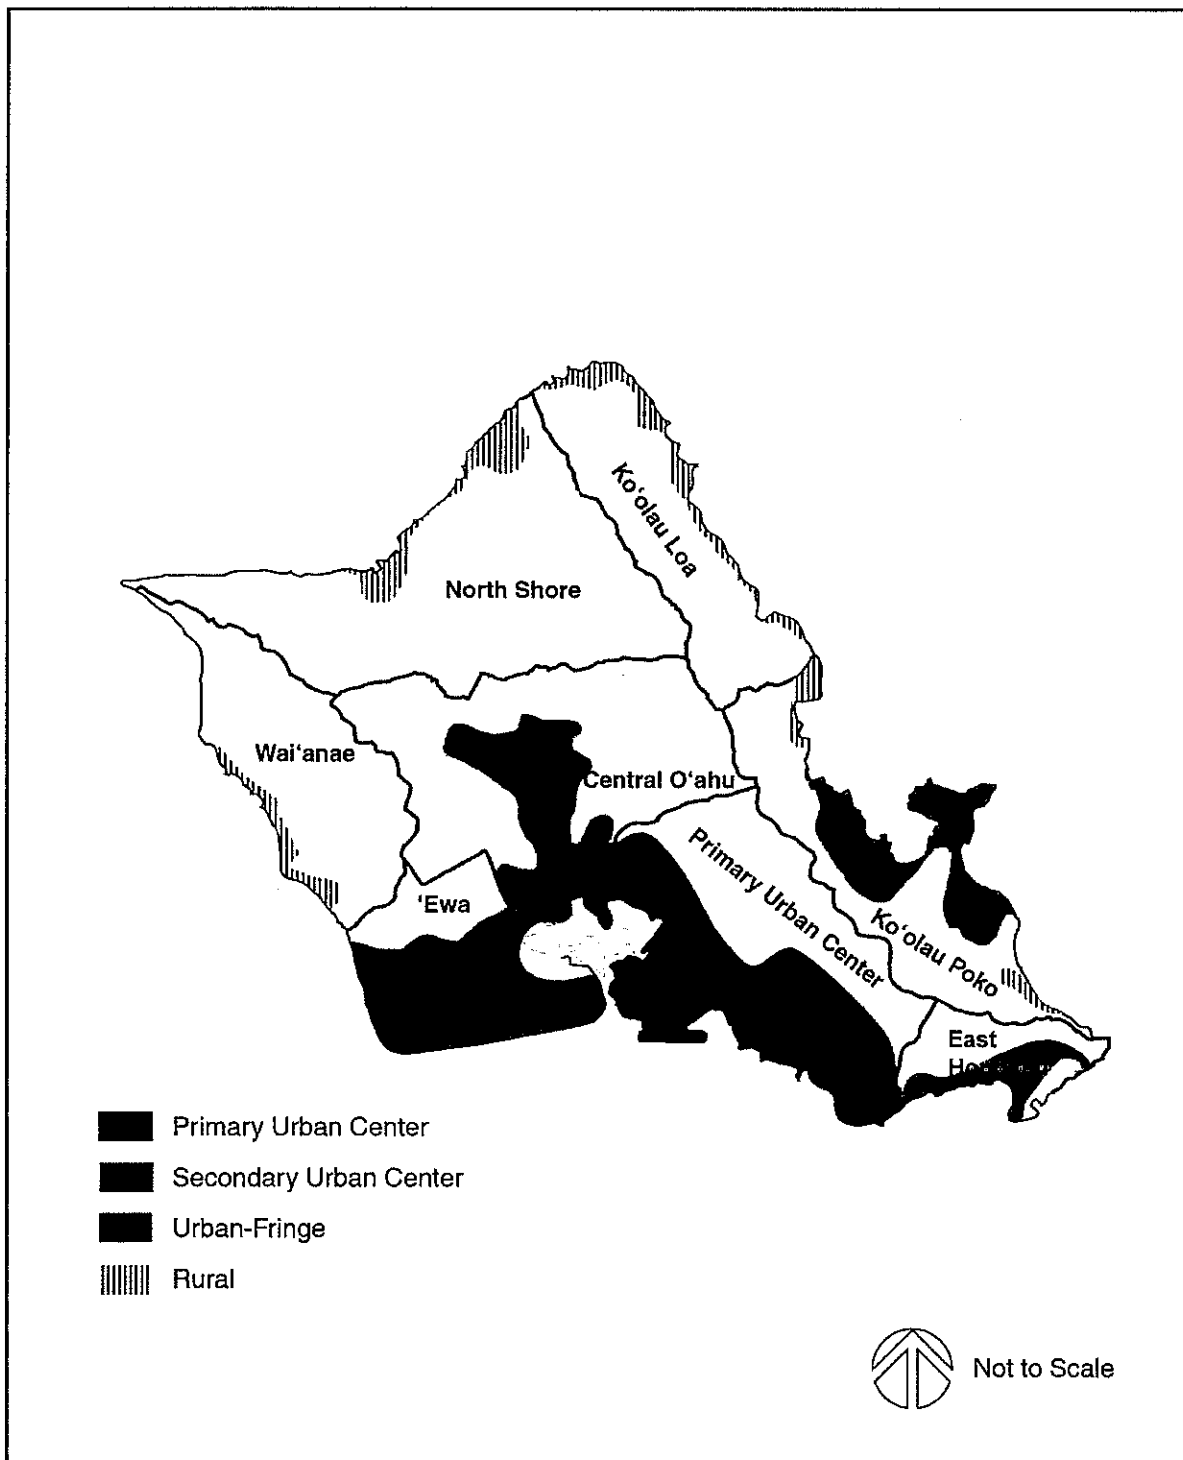 Ko‘olau Loa
North Shore
Wai‘anae
Central O‘ahu
Primary Urban Center
‘Ewa
Ko‘olau Poko
East
Primary Urban Center
Secondary Urban Center
Urban-Fringe
Rural
Not to Scale